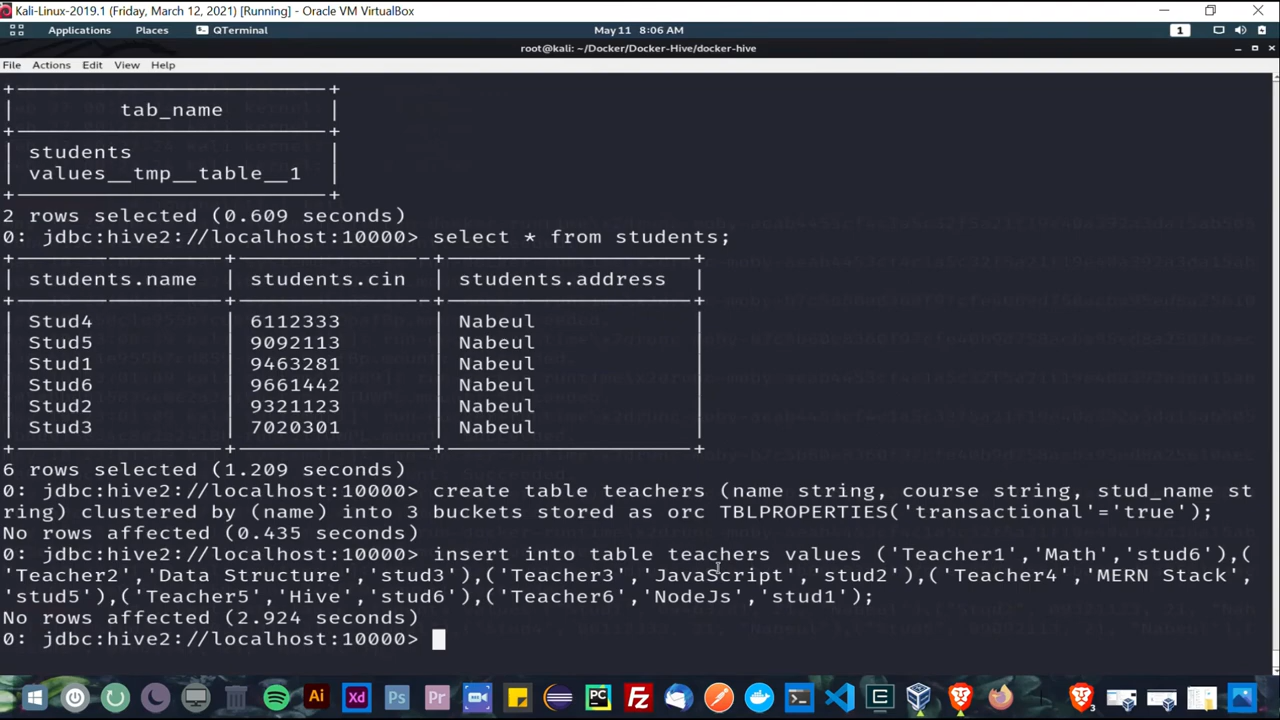 Kali-Linux-2019.1 (Friday, March 12, 2021) [Running] - Oracle VM VirtualBox
Applications Places QTerminal May 11 8:06 AM 1
root@kali: ~/Docker/Docker-Hive/docker-hive
File Actions Edit View Help
tab_name
students
values__tmp__table__1
2 rows selected (0.609 seconds)
0: jdbc:hive2://localhost:10000> select * from students;
students.name | students.cin | students.address
Stud4 | 6112333 | Nabeul
Stud5 | 9092113 | Nabeul
Stud1 | 9463281 | Nabeul
Stud6 | 9661442 | Nabeul
Stud2 | 9321123 | Nabeul
Stud3 | 7020301 | Nabeul
6 rows selected (1.209 seconds)
0: jdbc:hive2://localhost:10000> create table teachers (name string, course string, stud_name st
ring) clustered by (name) into 3 buckets stored as orc TBLPROPERTIES('transactional'='true');
No rows affected (0.435 seconds)
0: jdbc:hive2://localhost:10000> insert into table teachers values ('Teacher1','Math','stud6'),(
'Teacher2','Data Structure','stud3'),('Teacher3','JavaScript','stud2'),('Teacher4','MERN Stack',
'stud5'),('Teacher5','Hive','stud6'),('Teacher6','NodeJs','stud1');
No rows affected (2.924 seconds)
0: jdbc:hive2://localhost:10000>
Ai Xd Ps Pr PC Fz